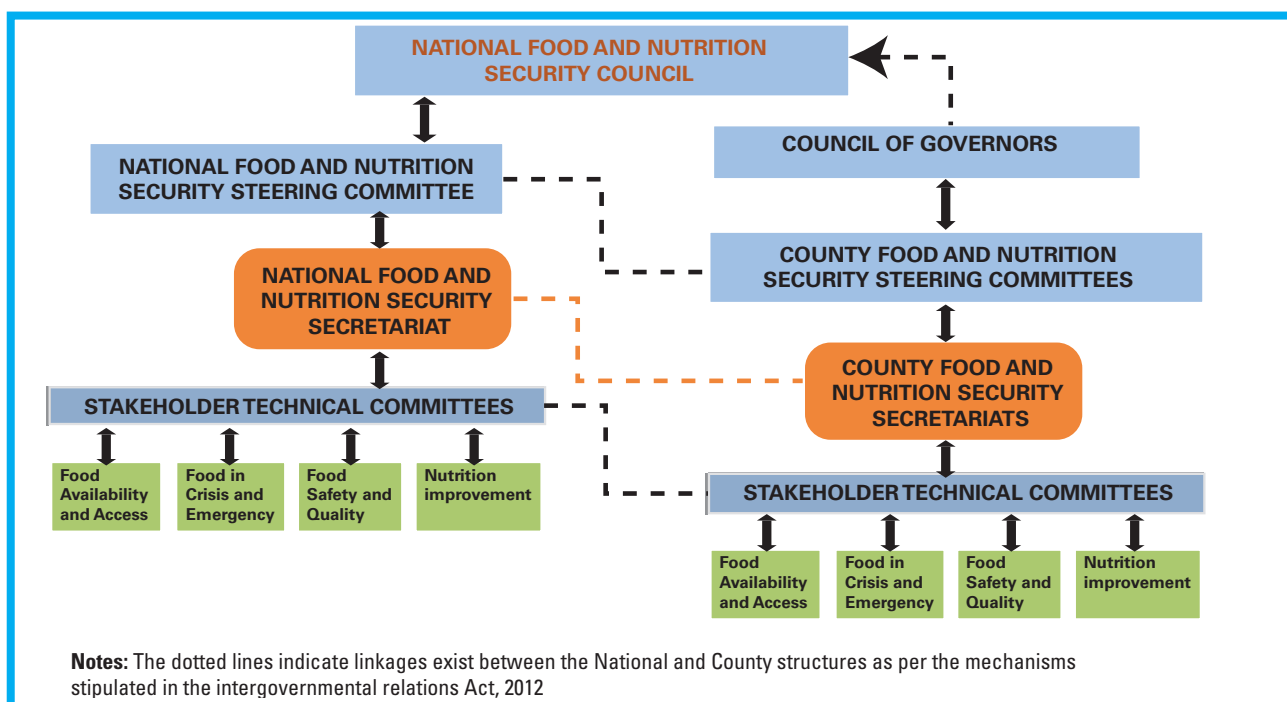 NATIONAL FOOD AND NUTRITION
SECURITY COUNCIL
NATIONAL FOOD AND NUTRITION
SECURITY STEERING COMMITTEE
NATIONAL FOOD AND
NUTRITION SECURITY
SECRETARIAT
STAKEHOLDER TECHNICAL COMMITTEES
Food
Availability
and Access
Food in
Crisis and
Emergency
Food
Safety and
Quality
Nutrition
improvement
COUNCIL OF GOVERNORS
COUNTY FOOD AND NUTRITION
SECURITY STEERING COMMITTEES
COUNTY FOOD AND
NUTRITION SECURITY
SECRETARIATS
STAKEHOLDER TECHNICAL COMMITTEES
Food
Availability
and Access
Food in
Crisis and
Emergency
Food
Safety and
Quality
Nutrition
improvement
Notes: The dotted lines indicate linkages exist between the National and County structures as per the mechanisms
stipulated in the intergovernmental relations Act, 2012